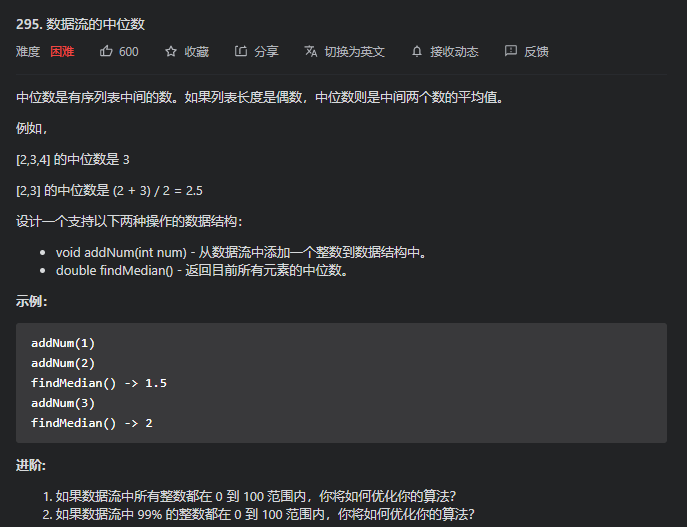 295. 数据流的中位数
难度 困难 600 收藏 分享 切换为英文 接收动态 反馈
中位数是有序列表中间的数。如果列表长度是偶数，中位数则是中间两个数的平均值。
例如，
[2,3,4] 的中位数是 3
[2,3] 的中位数是 (2 + 3) / 2 = 2.5
设计一个支持以下两种操作的数据结构：
• void addNum(int num) - 从数据流中添加一个整数到数据结构中。
• double findMedian() - 返回目前所有元素的中位数。
示例：
addNum(1)
addNum(2)
findMedian() -> 1.5
addNum(3)
findMedian() -> 2
进阶:
1. 如果数据流中所有整数都在 0 到 100 范围内，你将如何优化你的算法？
2. 如果数据流中 99% 的整数都在 0 到 100 范围内，你将如何优化你的算法？